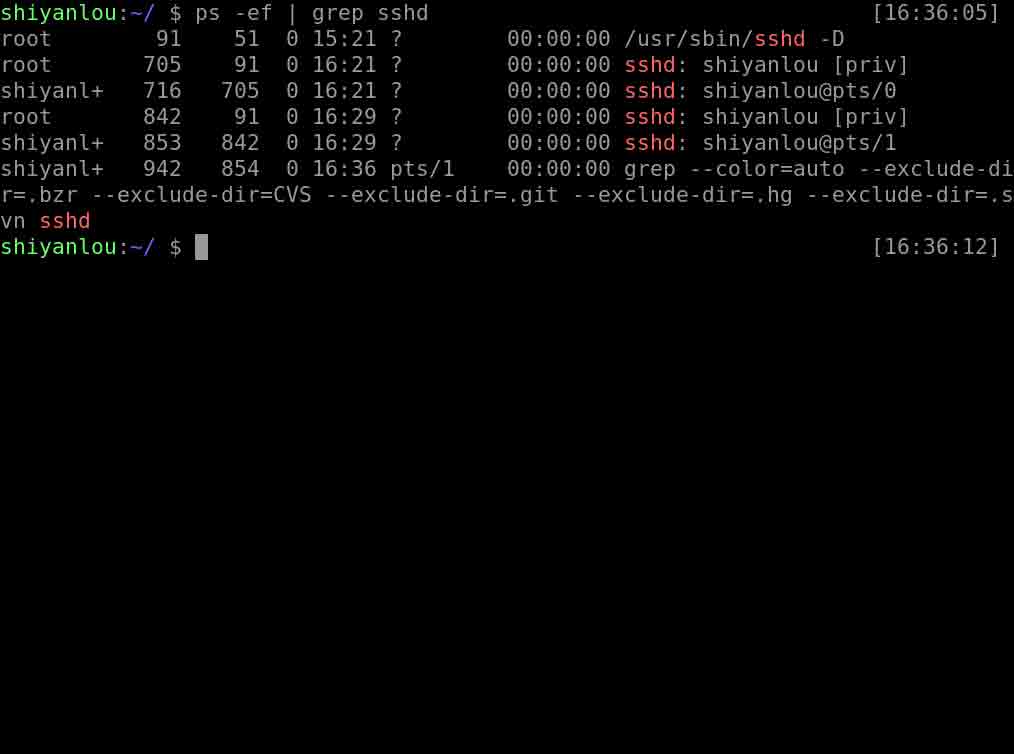 shiyanlou:~/ $ ps -ef | grep sshd                                  [16:36:05]
root        91    51  0 15:21 ?        00:00:00 /usr/sbin/sshd -D
root       705    91  0 16:21 ?        00:00:00 sshd: shiyanlou [priv]
shiyanl+   716   705  0 16:21 ?        00:00:00 sshd: shiyanlou@pts/0
root       842    91  0 16:29 ?        00:00:00 sshd: shiyanlou [priv]
shiyanl+   853   842  0 16:29 ?        00:00:00 sshd: shiyanlou@pts/1
shiyanl+   942   854  0 16:36 pts/1    00:00:00 grep --color=auto --exclude-di
r=.bzr --exclude-dir=CVS --exclude-dir=.git --exclude-dir=.hg --exclude-dir=.s
vn sshd
shiyanlou:~/ $                                                     [16:36:12]